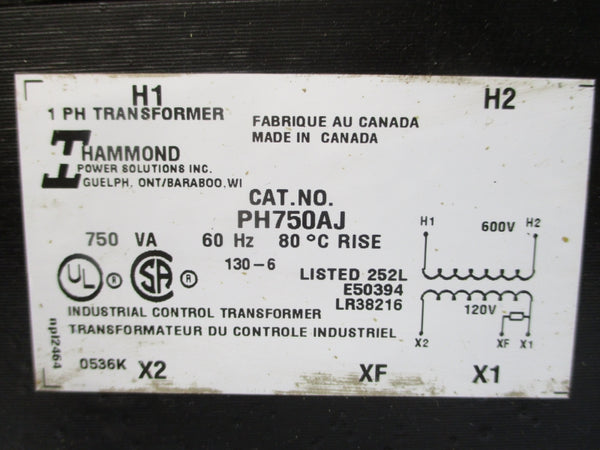 H1
H2
1 PH TRANSFORMER
FABRIQUE AU CANADA
MADE IN CANADA
HAMMOND
POWER SOLUTIONS INC.
GUELPH, ONT/BARABOO,WI
CAT.NO.
PH750AJ
750 VA 60 Hz 80 °C RISE
130-6
UL ® SA ®
LISTED 252L
E50394
LR38216
INDUSTRIAL CONTROL TRANSFORMER
TRANSFORMATEUR DU CONTROLE INDUSTRIEL
H1 600V H2
120V
X2 XF X1
npl2464
0536K X2 XF X1